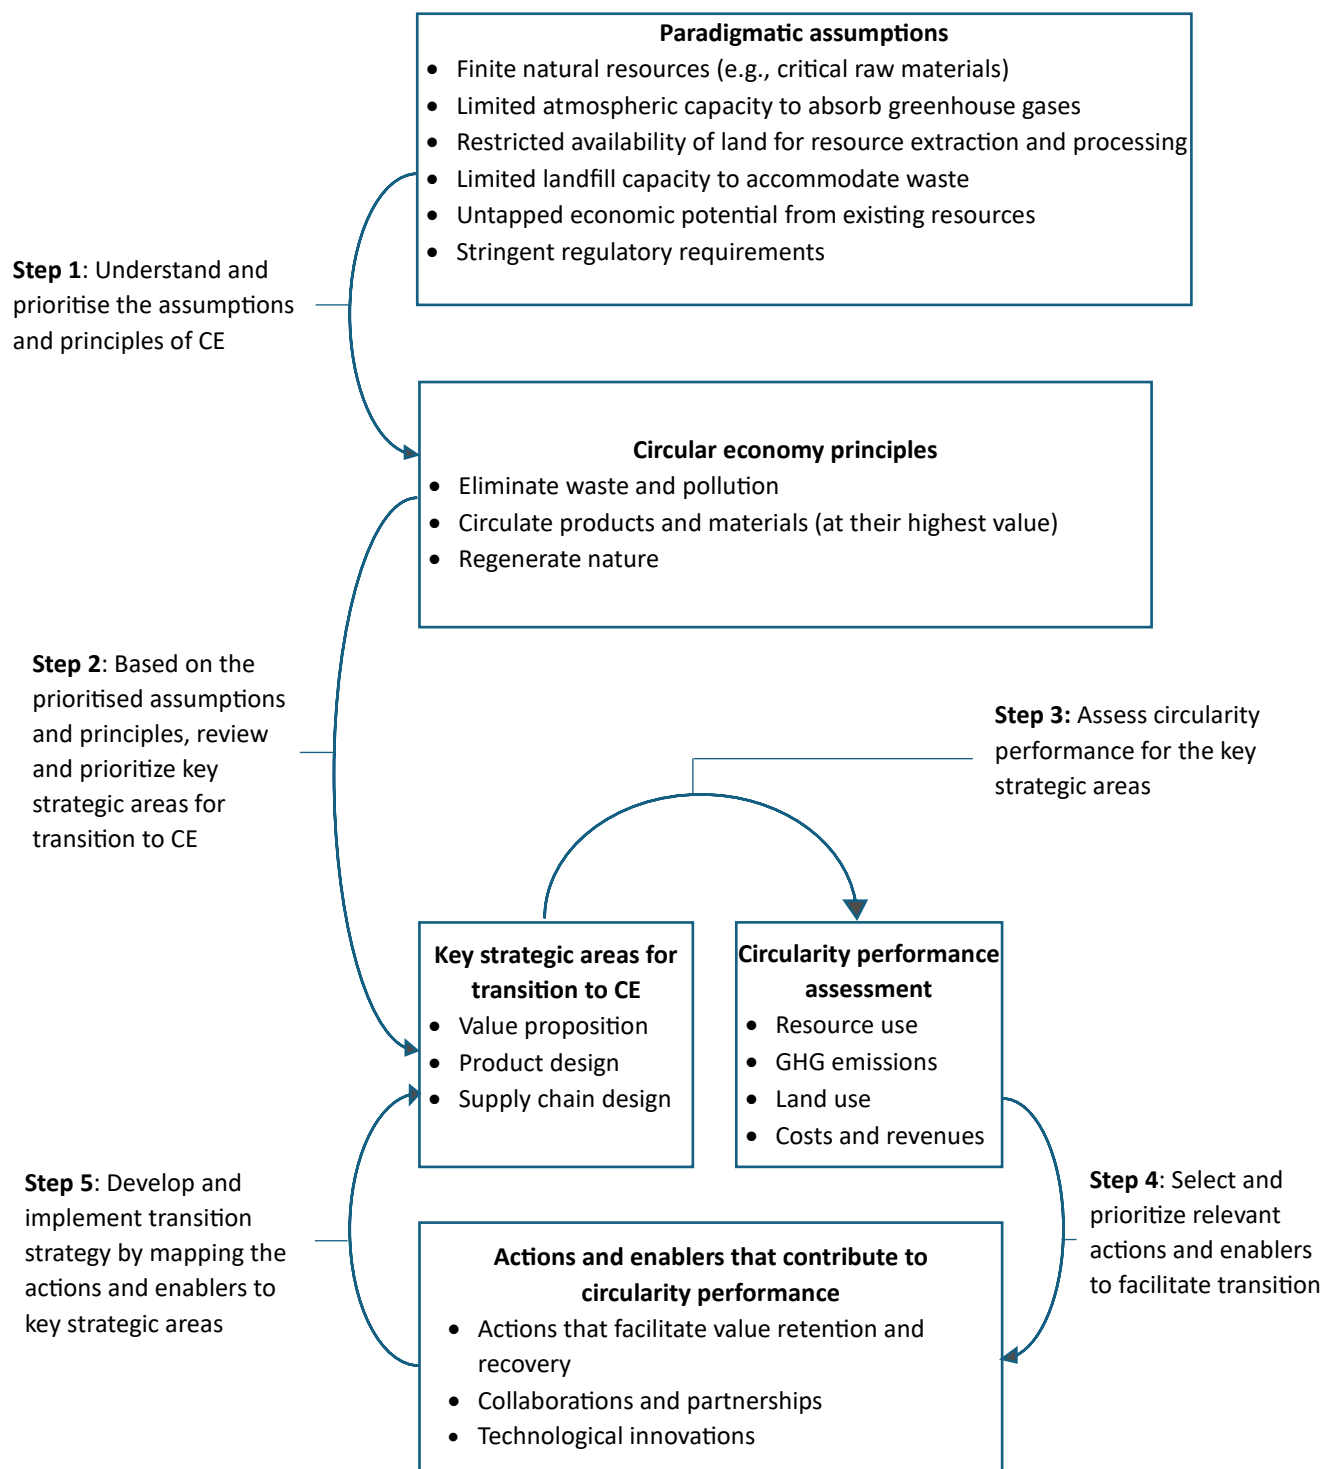 Paradigmatic assumptions
• Finite natural resources (e.g., critical raw materials)
• Limited atmospheric capacity to absorb greenhouse gases
• Restricted availability of land for resource extraction and processing
• Limited landfill capacity to accommodate waste
• Untapped economic potential from existing resources
• Stringent regulatory requirements
Step 1: Understand and
prioritise the assumptions
and principles of CE
Circular economy principles
• Eliminate waste and pollution
• Circulate products and materials (at their highest value)
• Regenerate nature
Step 2: Based on the
prioritised assumptions
and principles, review
and prioritize key
strategic areas for
transition to CE
Step 3: Assess circularity
performance for the key
strategic areas
Key strategic areas for
transition to CE
• Value proposition
• Product design
• Supply chain design
Circularity performance
assessment
• Resource use
• GHG emissions
• Land use
• Costs and revenues
Step 4: Select and
prioritize relevant
actions and enablers
to facilitate transition
Step 5: Develop and
implement transition
strategy by mapping the
actions and enablers to
key strategic areas
Actions and enablers that contribute to
circularity performance
• Actions that facilitate value retention and
recovery
• Collaborations and partnerships
• Technological innovations